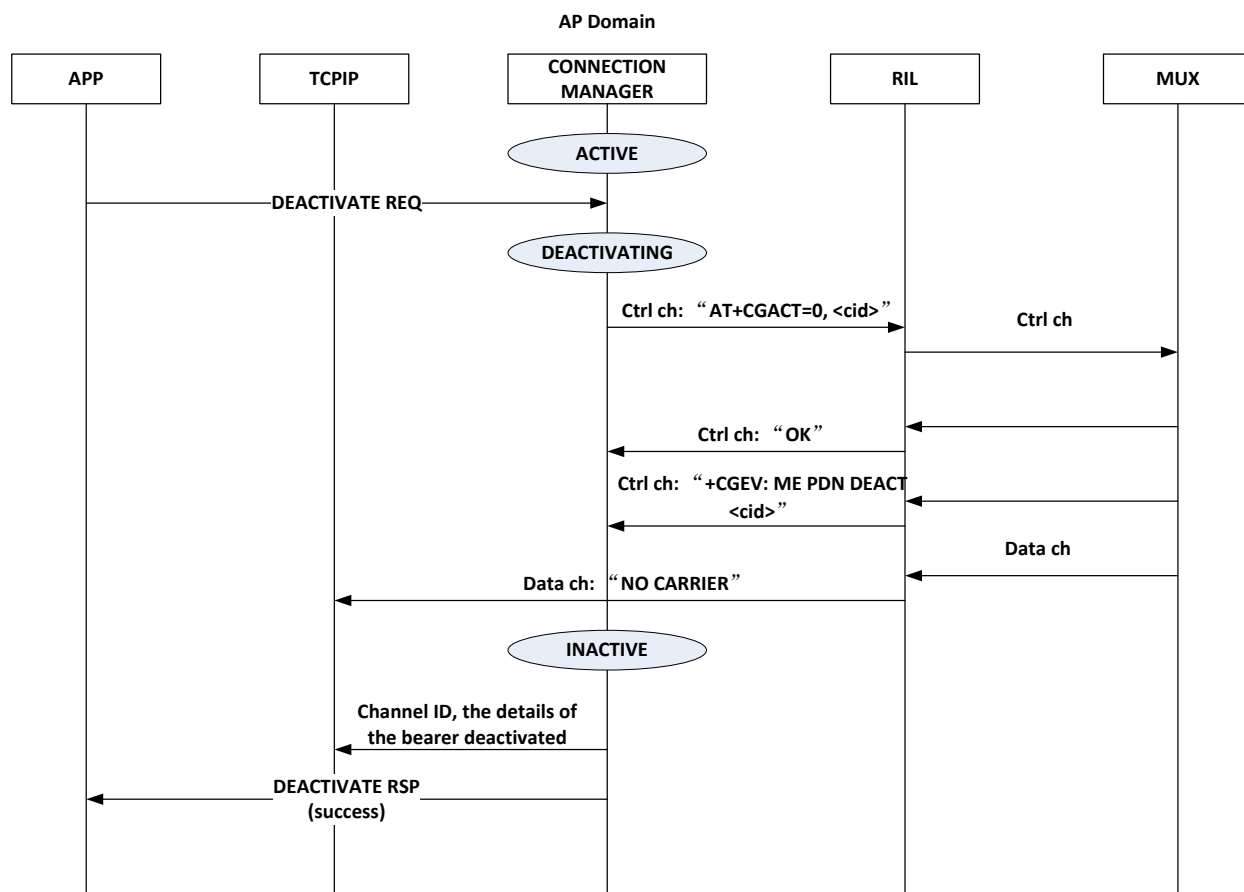 AP Domain
APP
TCPIP
CONNECTION
MANAGER
RIL
MUX
ACTIVE
DEACTIVATE REQ
DEACTIVATING
Ctrl ch: “AT+CGACT=0, <cid>”
Ctrl ch
Ctrl ch: “OK”
Ctrl ch: “+CGEV: ME PDN DEACT
<cid>”
Data ch
Data ch: “NO CARRIER”
INACTIVE
Channel ID, the details of
the bearer deactivated
DEACTIVATE RSP
(success)